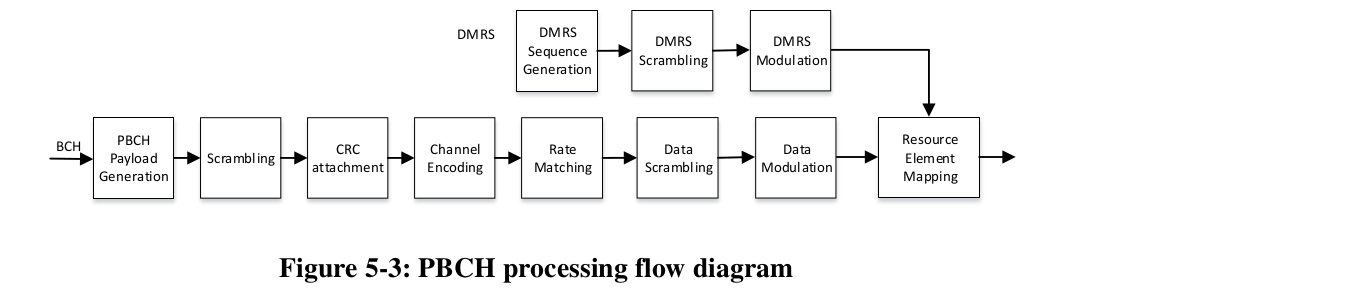 DMRS
DMRS
Sequence
Generation
DMRS
Scrambling
DMRS
Modulation
BCH
PBCH
Payload
Generation
Scrambling
CRC
attachment
Channel
Encoding
Rate
Matching
Data
Scrambling
Data
Modulation
Resource
Element
Mapping
Figure 5-3: PBCH processing flow diagram